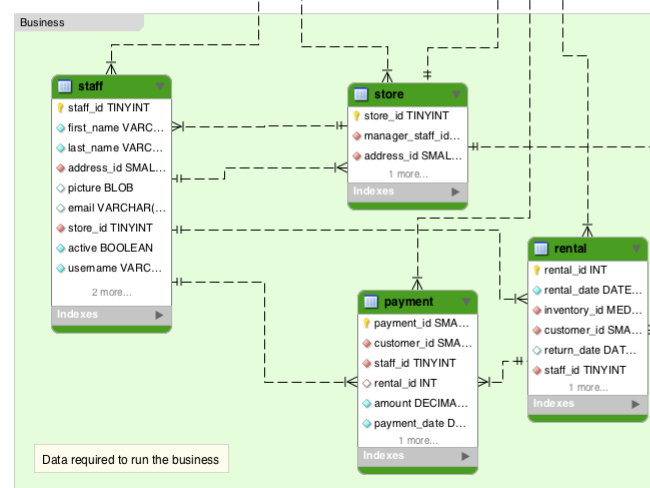 Business
staff
staff_id TINYINT
first_name VARC...
last_name VARC...
address_id SMAL...
picture BLOB
email VARCHAR(...
store_id TINYINT
active BOOLEAN
username VARC...
2 more...
Indexes
store
store_id TINYINT
manager_staff_id...
address_id SMAL...
1 more...
Indexes
payment
payment_id SMA...
customer_id SMA...
staff_id TINYINT
rental_id INT
amount DECIMA...
payment_date D...
1 more...
Indexes
rental
rental_id INT
rental_date DATE...
inventory_id MED...
customer_id SMA...
return_date DAT...
staff_id TINYINT
1 more...
Indexes
Data required to run the business